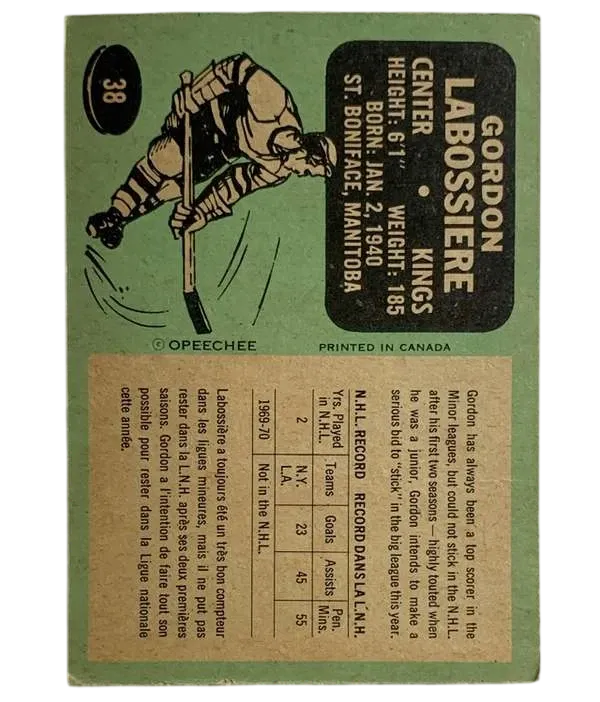 GORDON
LABOSSIERE
CENTER • KINGS
HEIGHT: 6'1" WEIGHT: 185
BORN: JAN. 2, 1940
ST. BONIFACE, MANITOBA
38
© OPEECHEE
PRINTED IN CANADA
Gordon has always been a top scorer in the
Minor leagues, but could not stick in the N.H.L.
after his first two seasons — highly touted when
he was a junior, Gordon intends to make a
serious bid to "stick" in the big league this year.
N.H.L. RECORD RECORD DANS LA L.N.H.
Yrs. Played in N.H.L. Teams Goals Assists Pen. Mins.
2 N.Y. L.A. 23 45 55
1969-70 Not in the N.H.L.
Labossière a toujours été un très bon compteur
dans les ligues mineures, mais il ne put pas
rester dans la L.N.H. après ses deux premières
saisons. Gordon a l'intention de faire tout son
possible pour rester dans la Ligue nationale
cette année.